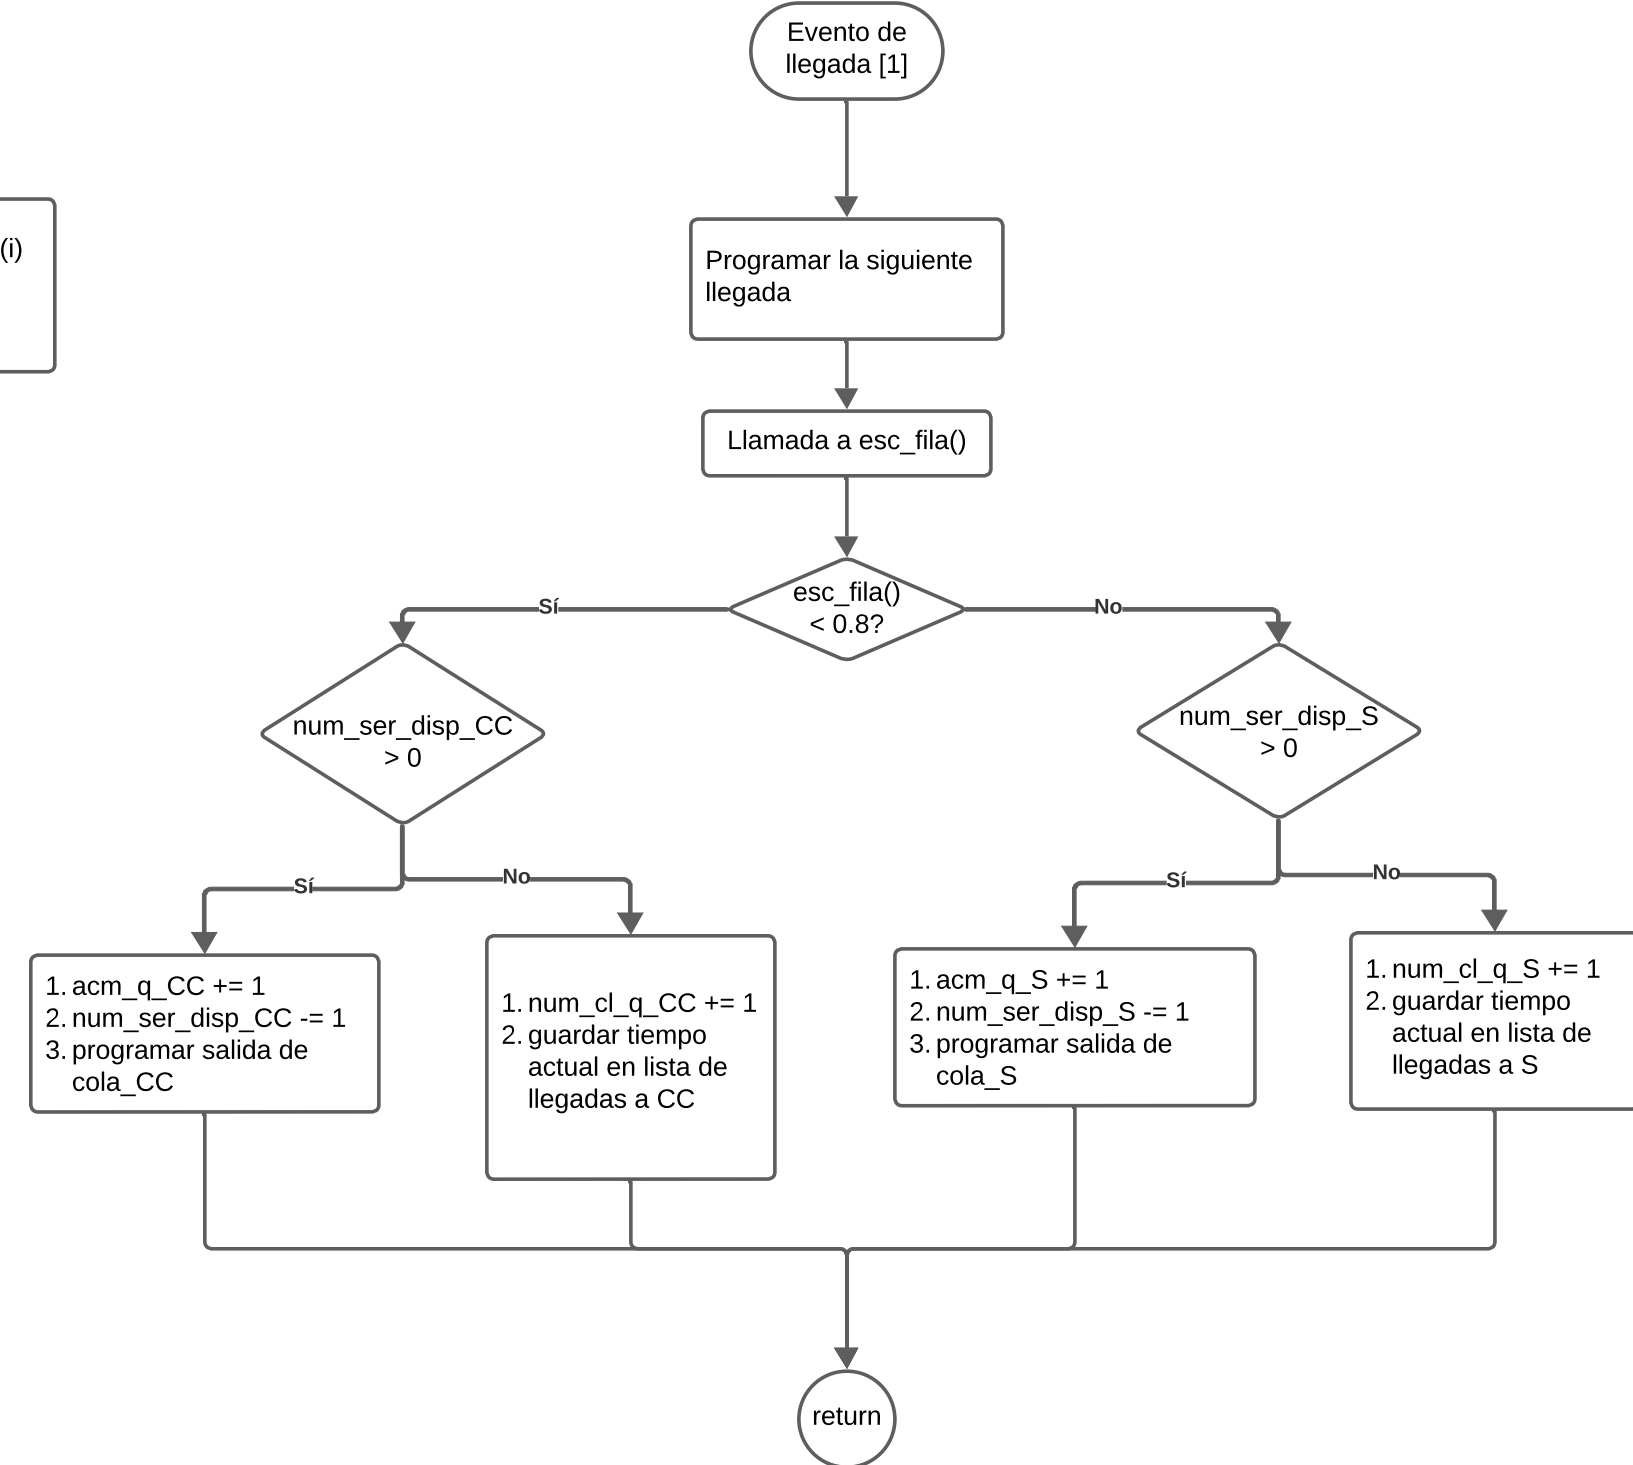 Evento de
llegada [1]
(i)
Programar la siguiente
llegada
Llamada a esc_fila()
esc_fila()
< 0.8?
Sí
No
num_ser_disp_CC
> 0
num_ser_disp_S
> 0
Sí
No
Sí
No
1. acm_q_CC += 1
2. num_ser_disp_CC -= 1
3. programar salida de
cola_CC
1. num_cl_q_CC += 1
2. guardar tiempo
actual en lista de
llegadas a CC
1. acm_q_S += 1
2. num_ser_disp_S -= 1
3. programar salida de
cola_S
1. num_cl_q_S += 1
2. guardar tiempo
actual en lista de
llegadas a S
return